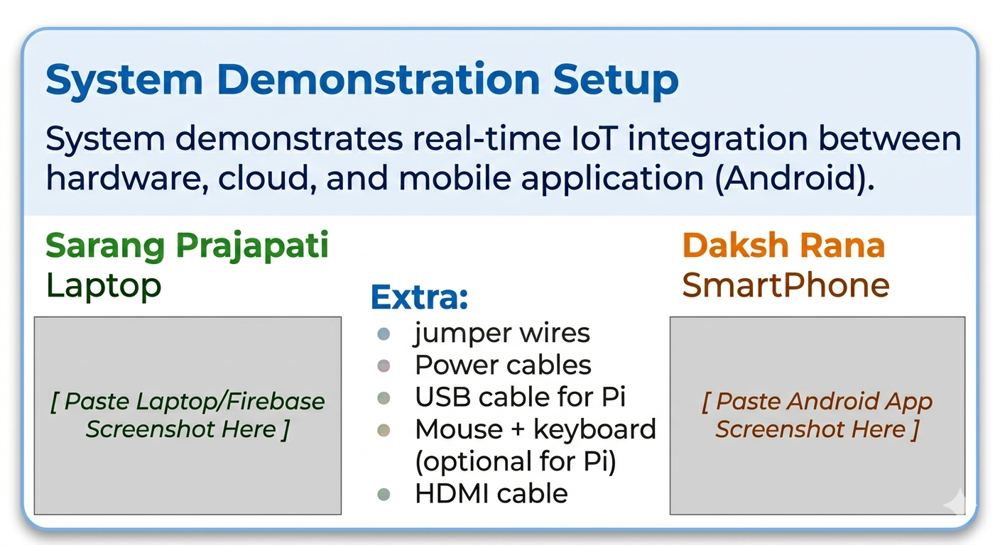 System Demonstration Setup
System demonstrates real-time IoT integration between
hardware, cloud, and mobile application (Android).
Sarang Prajapati
Laptop
[ Paste Laptop/Firebase
Screenshot Here ]
Extra:
jumper wires
Power cables
USB cable for Pi
Mouse + keyboard
(optional for Pi)
HDMI cable
Daksh Rana
SmartPhone
[ Paste Android App
Screenshot Here ]